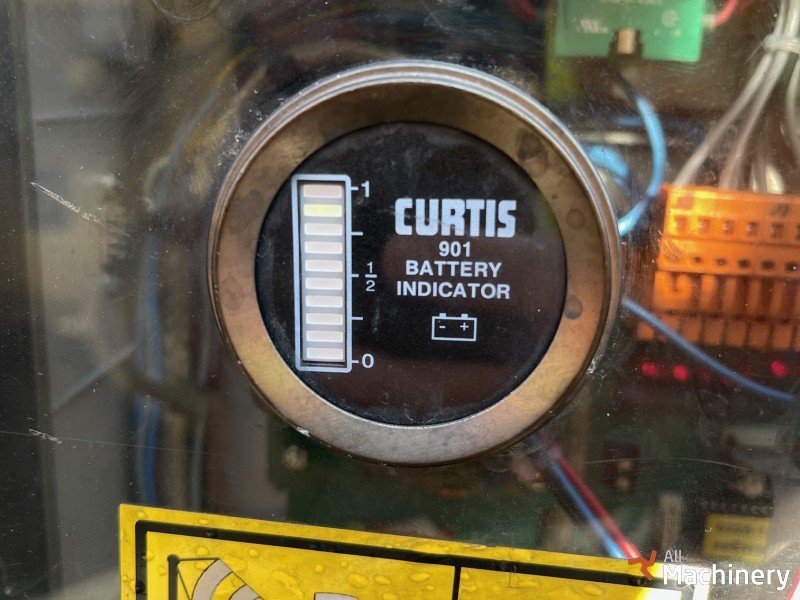 1
CURTIS
901
BATTERY
1
2
INDICATOR
0
All
Machinery